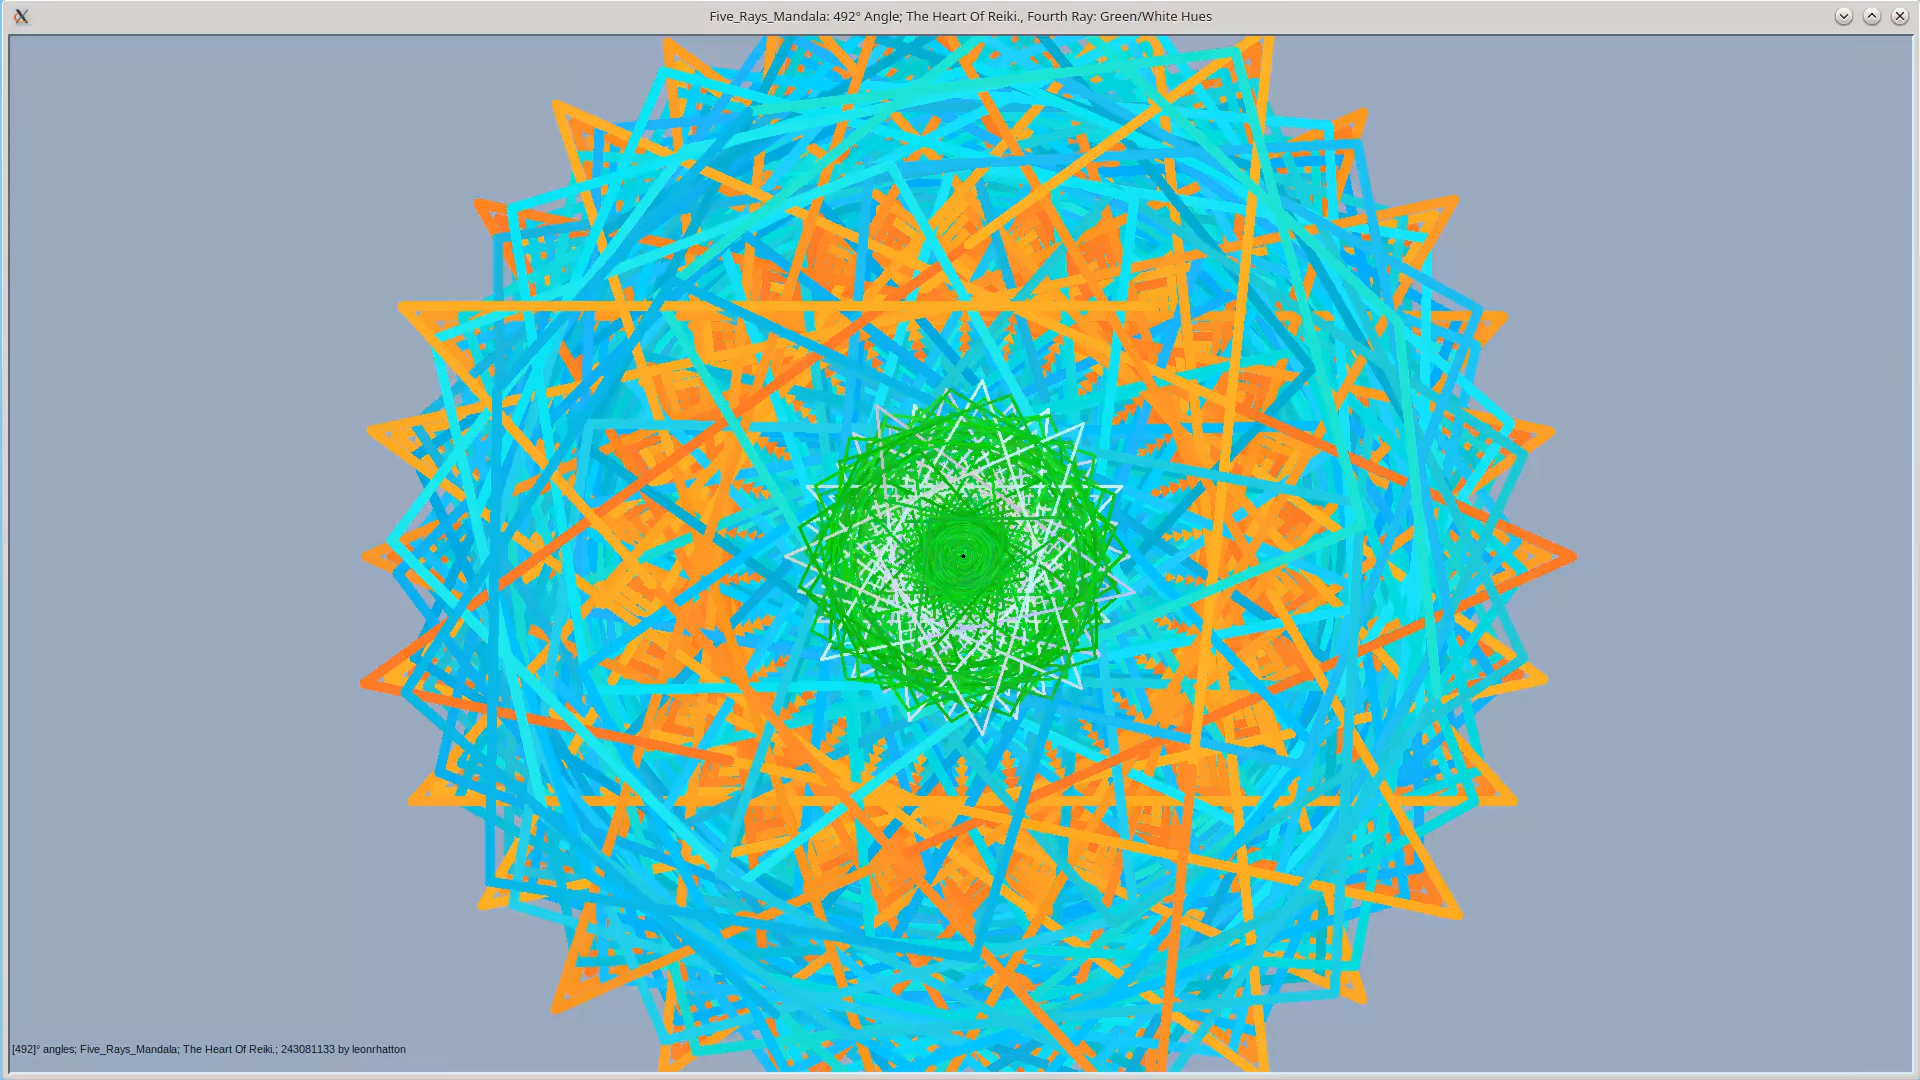 Five_Rays_Mandala: 492° Angle; The Heart Of Reiki., Fourth Ray: Green/White Hues
[492]° angles; Five_Rays_Mandala; The Heart Of Reiki.; 243081133 by leonrhatton